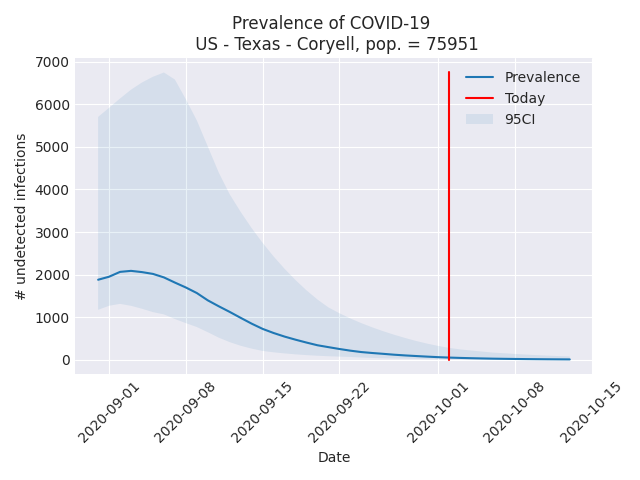 Prevalence of COVID-19
US - Texas - Coryell, pop. = 75951
# undetected infections
7000
6000
5000
4000
3000
2000
1000
0
Prevalence
Today
95CI
2020-09-01
2020-09-08
2020-09-15
2020-09-22
2020-10-01
2020-10-08
2020-10-15
Date